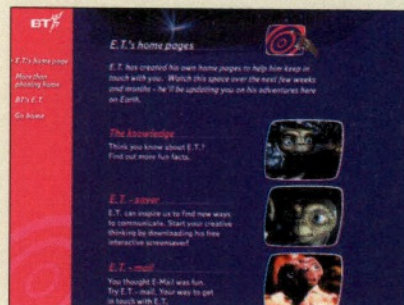 BT
E.T.'s home page
More than
phoning home
BT's E.T.
Go home
E.T.'s home pages
E.T. has created his own home pages to help him keep in
touch with you. Watch this space over the next few weeks
and months - he'll be updating you on his adventures here
on Earth.
The knowledge
Think you know about E.T.?
Find out more fun facts.
E.T. - saver
E.T. can inspire us to find new ways
to communicate. Start your creative
thinking by downloading his free
interactive screensaver!
E.T. - mail
You thought E-Mail was fun.
Try E.T. - mail. Your way to get
in touch with E.T.